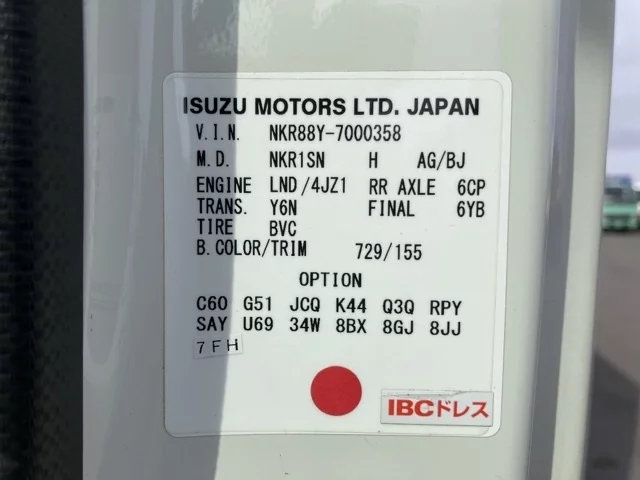 ISUZU MOTORS LTD. JAPAN
V.I.N. NKR88Y-7000358
M.D. NKR1SN H AG/BJ
ENGINE LND/4JZ1 RR AXLE 6CP
TRANS. Y6N FINAL 6YB
TIRE BVC
B.COLOR/TRIM 729/155
OPTION
C60 G51 JCQ K44 Q3Q RPY
SAY U69 34W 8BX 8GJ 8JJ
7FH
IBCドレス